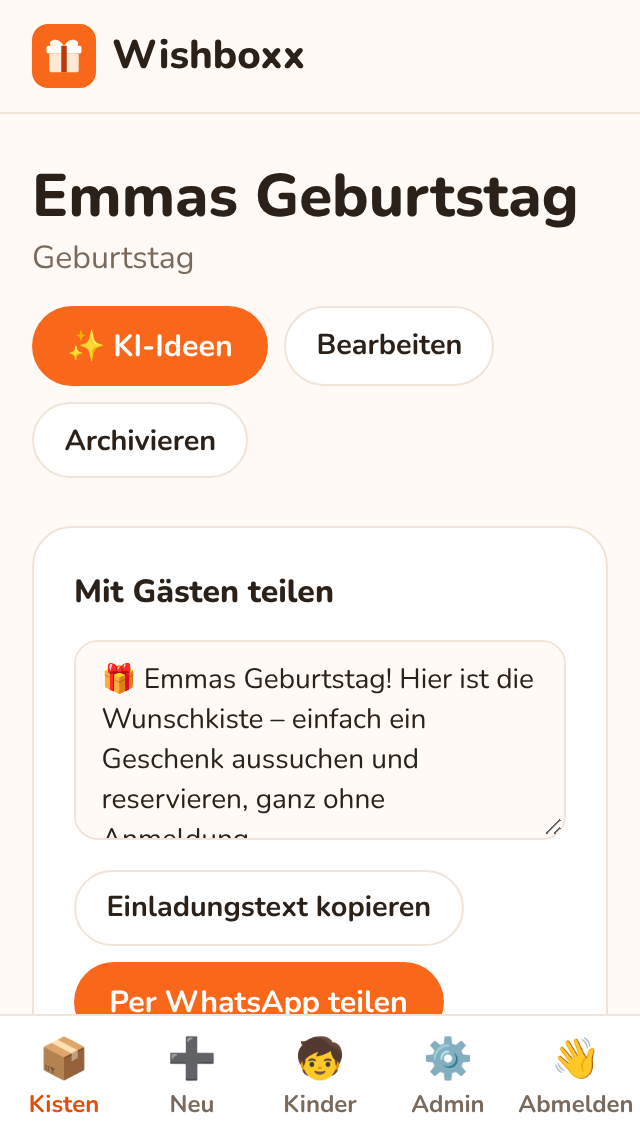 Wishboxx
Emmas Geburtstag
Geburtstag
✨ KI-Ideen
Bearbeiten
Archivieren
Mit Gästen teilen
🎁 Emmas Geburtstag! Hier ist die
Wunschkiste – einfach ein
Geschenk aussuchen und
reservieren, ganz ohne
Anmeldung
Einladungstext kopieren
Per WhatsApp teilen
Kisten
Neu
Kinder
Admin
Abmelden